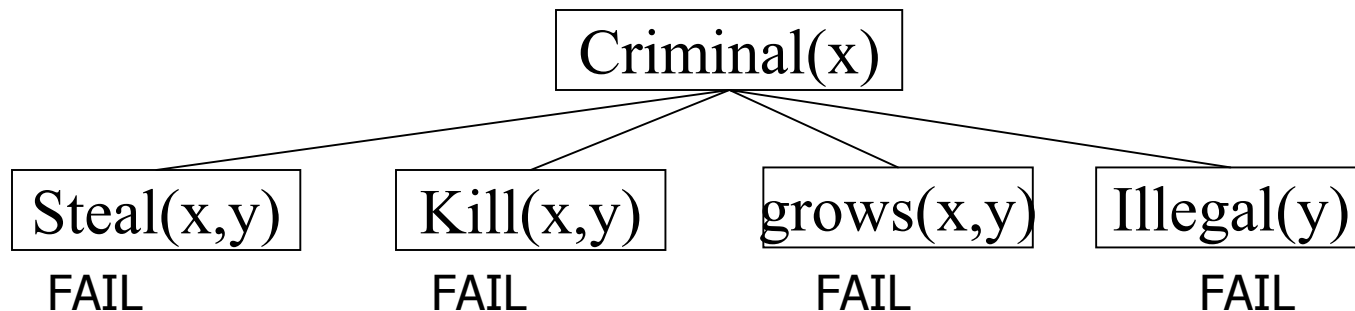 Criminal(x)
Steal(x,y) Kill(x,y) grows(x,y) Illegal(y)
FAIL FAIL FAIL FAIL